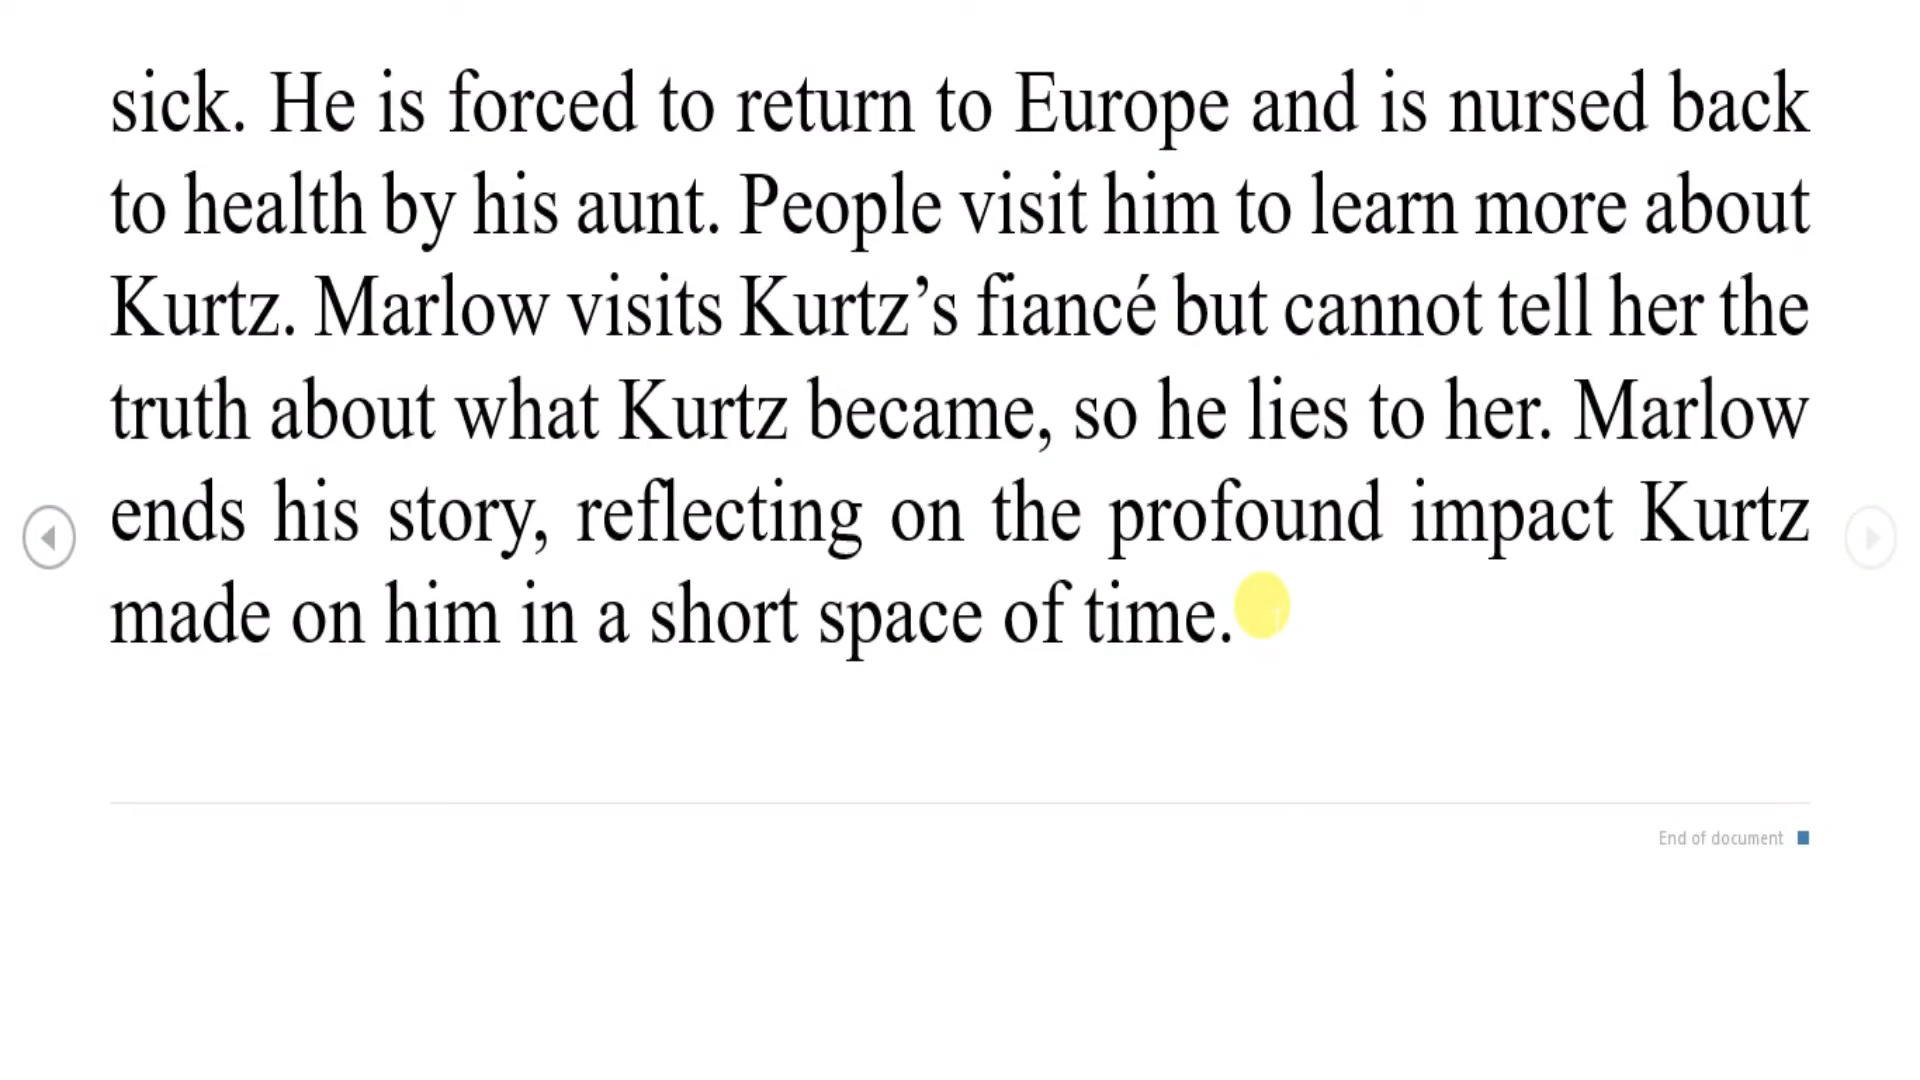 sick. He is forced to return to Europe and is nursed back
to health by his aunt. People visit him to learn more about
Kurtz. Marlow visits Kurtz’s fiancé but cannot tell her the
truth about what Kurtz became, so he lies to her. Marlow
ends his story, reflecting on the profound impact Kurtz
made on him in a short space of time.
End of document